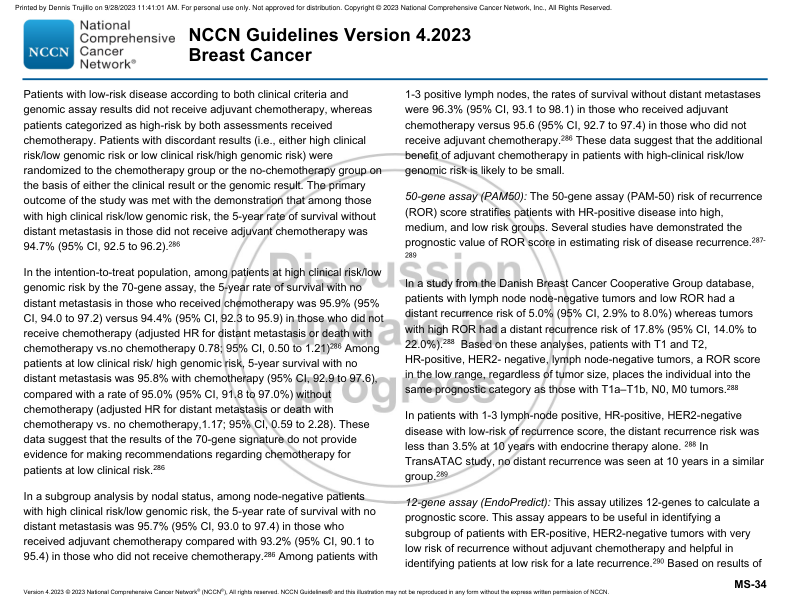 Printed by Dennis Trujillo on 9/28/2023 11:41:01 AM. For personal use only. Not approved for distribution. Copyright © 2023 National Comprehensive Cancer Network, Inc., All Rights Reserved.
NCCN
National
Comprehensive
Cancer
Network®
NCCN Guidelines Version 4.2023
Breast Cancer
Patients with low-risk disease according to both clinical criteria and
genomic assay results did not receive adjuvant chemotherapy, whereas
patients categorized as high-risk by both assessments received
chemotherapy. Patients with discordant results (i.e., either high clinical
risk/low genomic risk or low clinical risk/high genomic risk) were
randomized to the chemotherapy group or the no-chemotherapy group on
the basis of either the clinical result or the genomic result. The primary
outcome of the study was met with the demonstration that among those
with high clinical risk/low genomic risk, the 5-year rate of survival without
distant metastasis in those did not receive adjuvant chemotherapy was
94.7% (95% CI, 92.5 to 96.2).286
In the intention-to-treat population, among patients at high clinical risk/low
genomic risk by the 70-gene assay, the 5-year rate of survival with no
distant metastasis in those who received chemotherapy was 95.9% (95%
CI, 94.0 to 97.2) versus 94.4% (95% CI, 92.3 to 95.9) in those who did not
receive chemotherapy (adjusted HR for distant metastasis or death with
chemotherapy vs.no chemotherapy 0.78; 95% CI, 0.50 to 1.21)286 Among
patients at low clinical risk/ high genomic risk, 5-year survival with no
distant metastasis was 95.8% with chemotherapy (95% CI, 92.9 to 97.6),
compared with a rate of 95.0% (95% CI, 91.8 to 97.0%) without
chemotherapy (adjusted HR for distant metastasis or death with
chemotherapy vs. no chemotherapy,1.17; 95% CI, 0.59 to 2.28). These
data suggest that the results of the 70-gene signature do not provide
evidence for making recommendations regarding chemotherapy for
patients at low clinical risk.286
In a subgroup analysis by nodal status, among node-negative patients
with high clinical risk/low genomic risk, the 5-year rate of survival with no
distant metastasis was 95.7% (95% CI, 93.0 to 97.4) in those who
received adjuvant chemotherapy compared with 93.2% (95% CI, 90.1 to
95.4) in those who did not receive chemotherapy.286 Among patients with
1-3 positive lymph nodes, the rates of survival without distant metastases
were 96.3% (95% CI, 93.1 to 98.1) in those who received adjuvant
chemotherapy versus 95.6 (95% CI, 92.7 to 97.4) in those who did not
receive adjuvant chemotherapy.286 These data suggest that the additional
benefit of adjuvant chemotherapy in patients with high-clinical risk/low
genomic risk is likely to be small.
50-gene assay (PAM50): The 50-gene assay (PAM-50) risk of recurrence
(ROR) score stratifies patients with HR-positive disease into high,
medium, and low risk groups. Several studies have demonstrated the
prognostic value of ROR score in estimating risk of disease recurrence.287-
289
In a study from the Danish Breast Cancer Cooperative Group database,
patients with lymph node node-negative tumors and low ROR had a
distant recurrence risk of 5.0% (95% CI, 2.9% to 8.0%) whereas tumors
with high ROR had a distant recurrence risk of 17.8% (95% CI, 14.0% to
22.0%).288 Based on these analyses, patients with T1 and T2,
HR-positive, HER2- negative, lymph node-negative tumors, a ROR score
in the low range, regardless of tumor size, places the individual into the
same prognostic category as those with T1a–T1b, N0, M0 tumors.288
In patients with 1-3 lymph-node positive, HR-positive, HER2-negative
disease with low-risk of recurrence score, the distant recurrence risk was
less than 3.5% at 10 years with endocrine therapy alone. 288 In
TransATAC study, no distant recurrence was seen at 10 years in a similar
group.289
12-gene assay (EndoPredict): This assay utilizes 12-genes to calculate a
prognostic score. This assay appears to be useful in identifying a
subgroup of patients with ER-positive, HER2-negative tumors with very
low risk of recurrence without adjuvant chemotherapy and helpful in
identifying patients at low risk for a late recurrence.290 Based on results of
Discussion
update in
progress
MS-34
Version 4.2023 © 2023 National Comprehensive Cancer Network® (NCCN®), All rights reserved. NCCN Guidelines® and this illustration may not be reproduced in any form without the express written permission of NCCN.